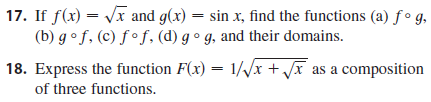 17. If f(x) = √x and g(x) = sin x, find the functions (a) f ∘ g,
(b) g ∘ f, (c) f ∘ f, (d) g ∘ g, and their domains.
18. Express the function F(x) = 1/√(x + √x) as a composition
of three functions.